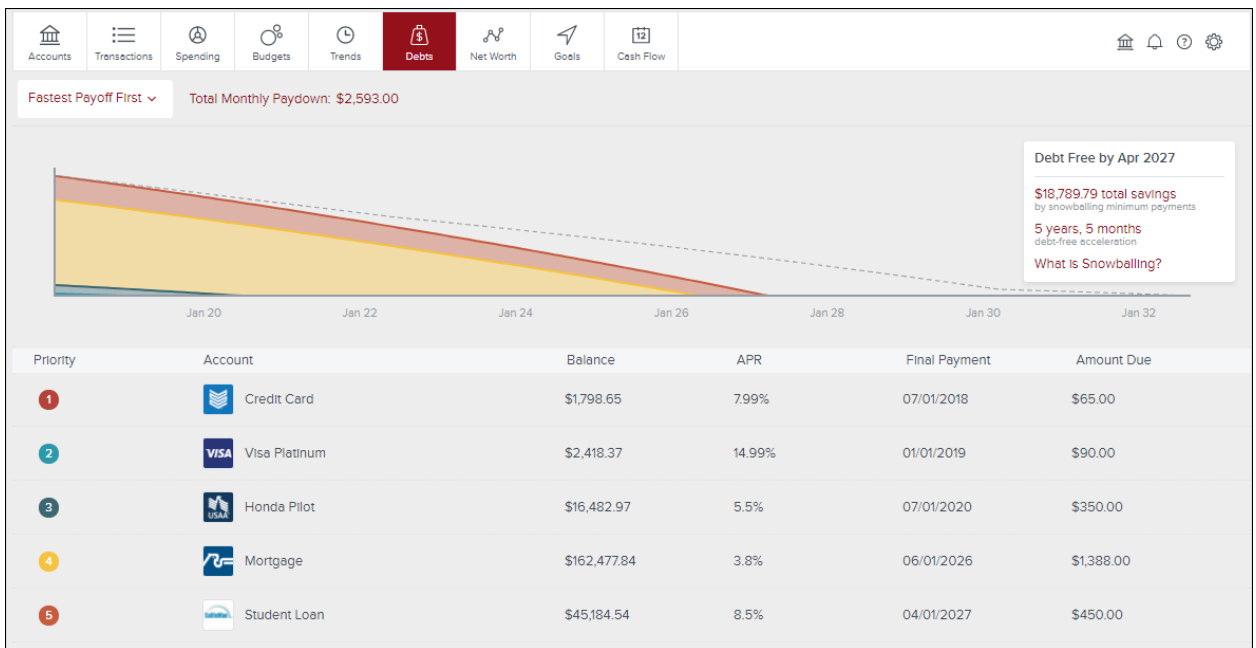 12
Accounts Transactions Spending Budgets Trends Debts Net Worth Goals Cash Flow
Fastest Payoff First Total Monthly Paydown: $2,593.00
Debt Free by Apr 2027
$18,789.79 total savings
by snowballing minimum payments
5 years, 5 months
debt-free acceleration
What Is Snowballing?
Jan 20 Jan 22 Jan 24 Jan 26 Jan 28 Jan 30 Jan 32
Priority Account Balance APR Final Payment Amount Due
1 Credit Card $1,798.65 7.99% 07/01/2018 $65.00
2 VISA Visa Platinum $2,418.37 14.99% 01/01/2019 $90.00
3 USAA Honda Pilot $16,482.97 5.5% 07/01/2020 $350.00
4 Mortgage $162,477.84 3.8% 06/01/2026 $1,388.00
5 Student Loan $45,184.54 8.5% 04/01/2027 $450.00